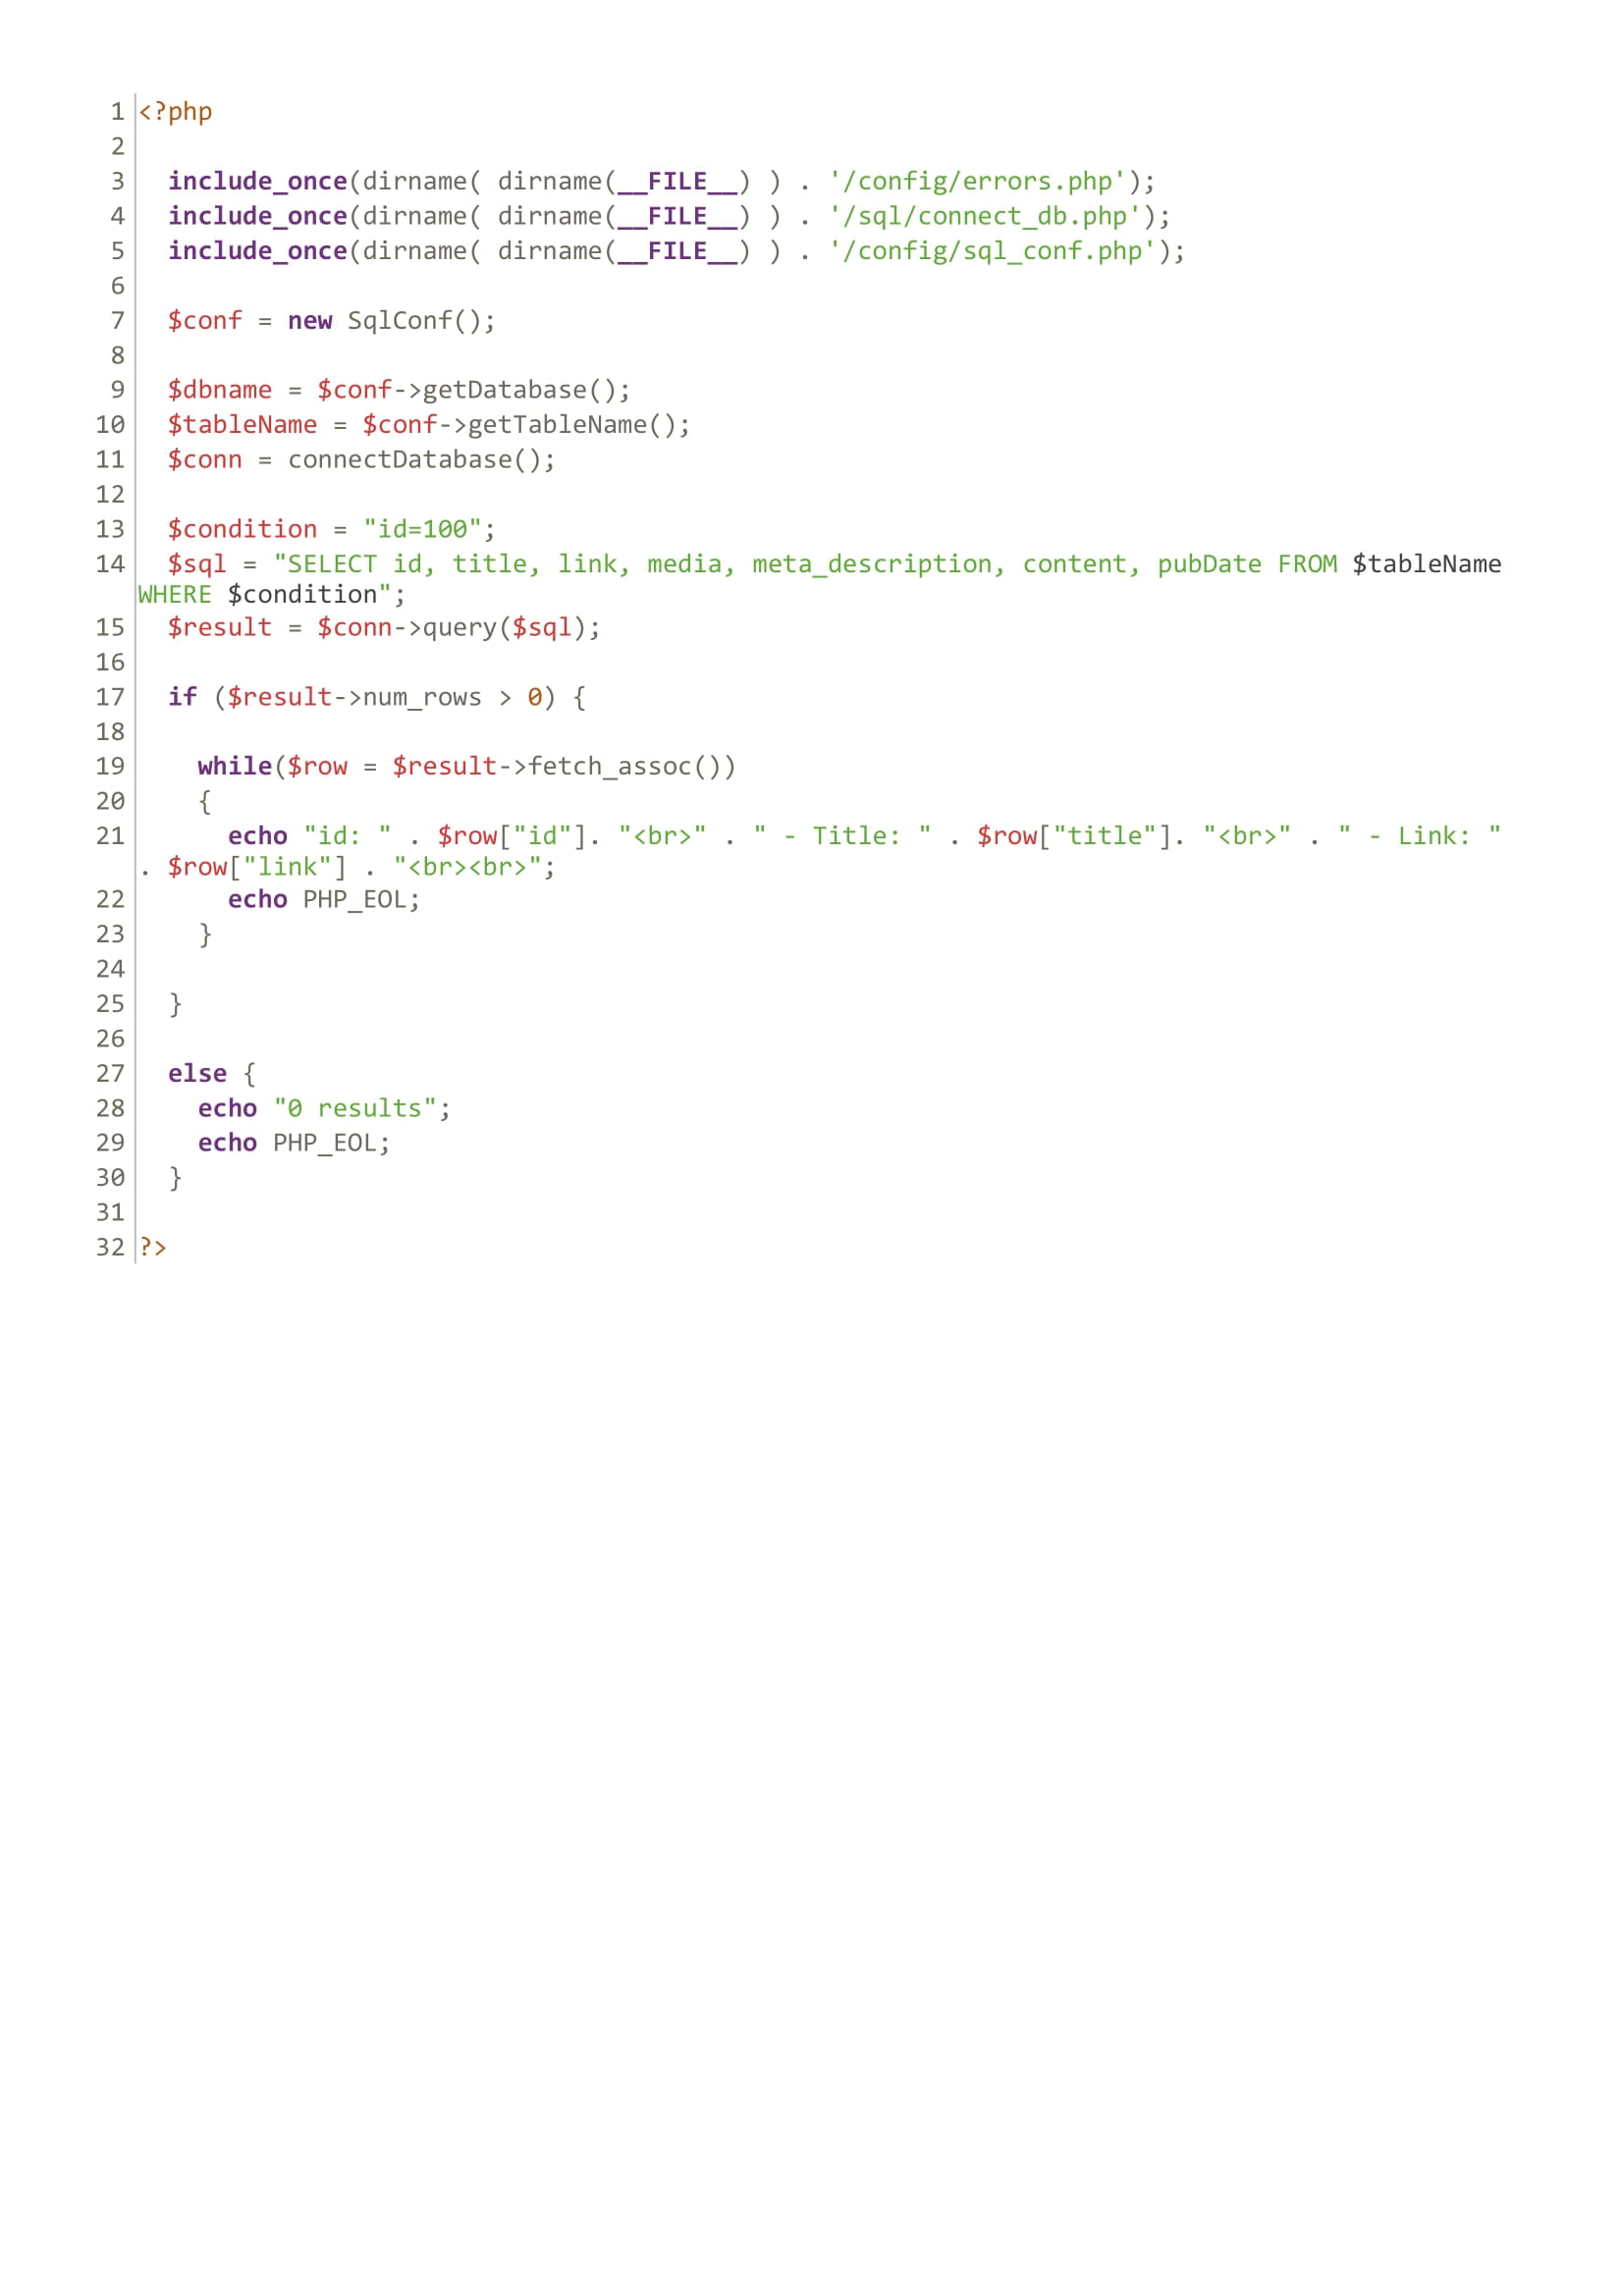 1 <?php
2
3   include_once(dirname( dirname(__FILE__) ) . '/config/errors.php');
4   include_once(dirname( dirname(__FILE__) ) . '/sql/connect_db.php');
5   include_once(dirname( dirname(__FILE__) ) . '/config/sql_conf.php');
6
7   $conf = new SqlConf();
8
9   $dbname = $conf->getDatabase();
10   $tableName = $conf->getTableName();
11   $conn = connectDatabase();
12
13   $condition = "id=100";
14   $sql = "SELECT id, title, link, media, meta_description, content, pubDate FROM $tableName
WHERE $condition";
15   $result = $conn->query($sql);
16
17   if ($result->num_rows > 0) {
18
19     while($row = $result->fetch_assoc())
20     {
21       echo "id: " . $row["id"]. "<br>" . " - Title: " . $row["title"]. "<br>" . " - Link: "
. $row["link"] . "<br><br>";
22       echo PHP_EOL;
23     }
24
25   }
26
27   else {
28     echo "0 results";
29     echo PHP_EOL;
30   }
31
32 ?>